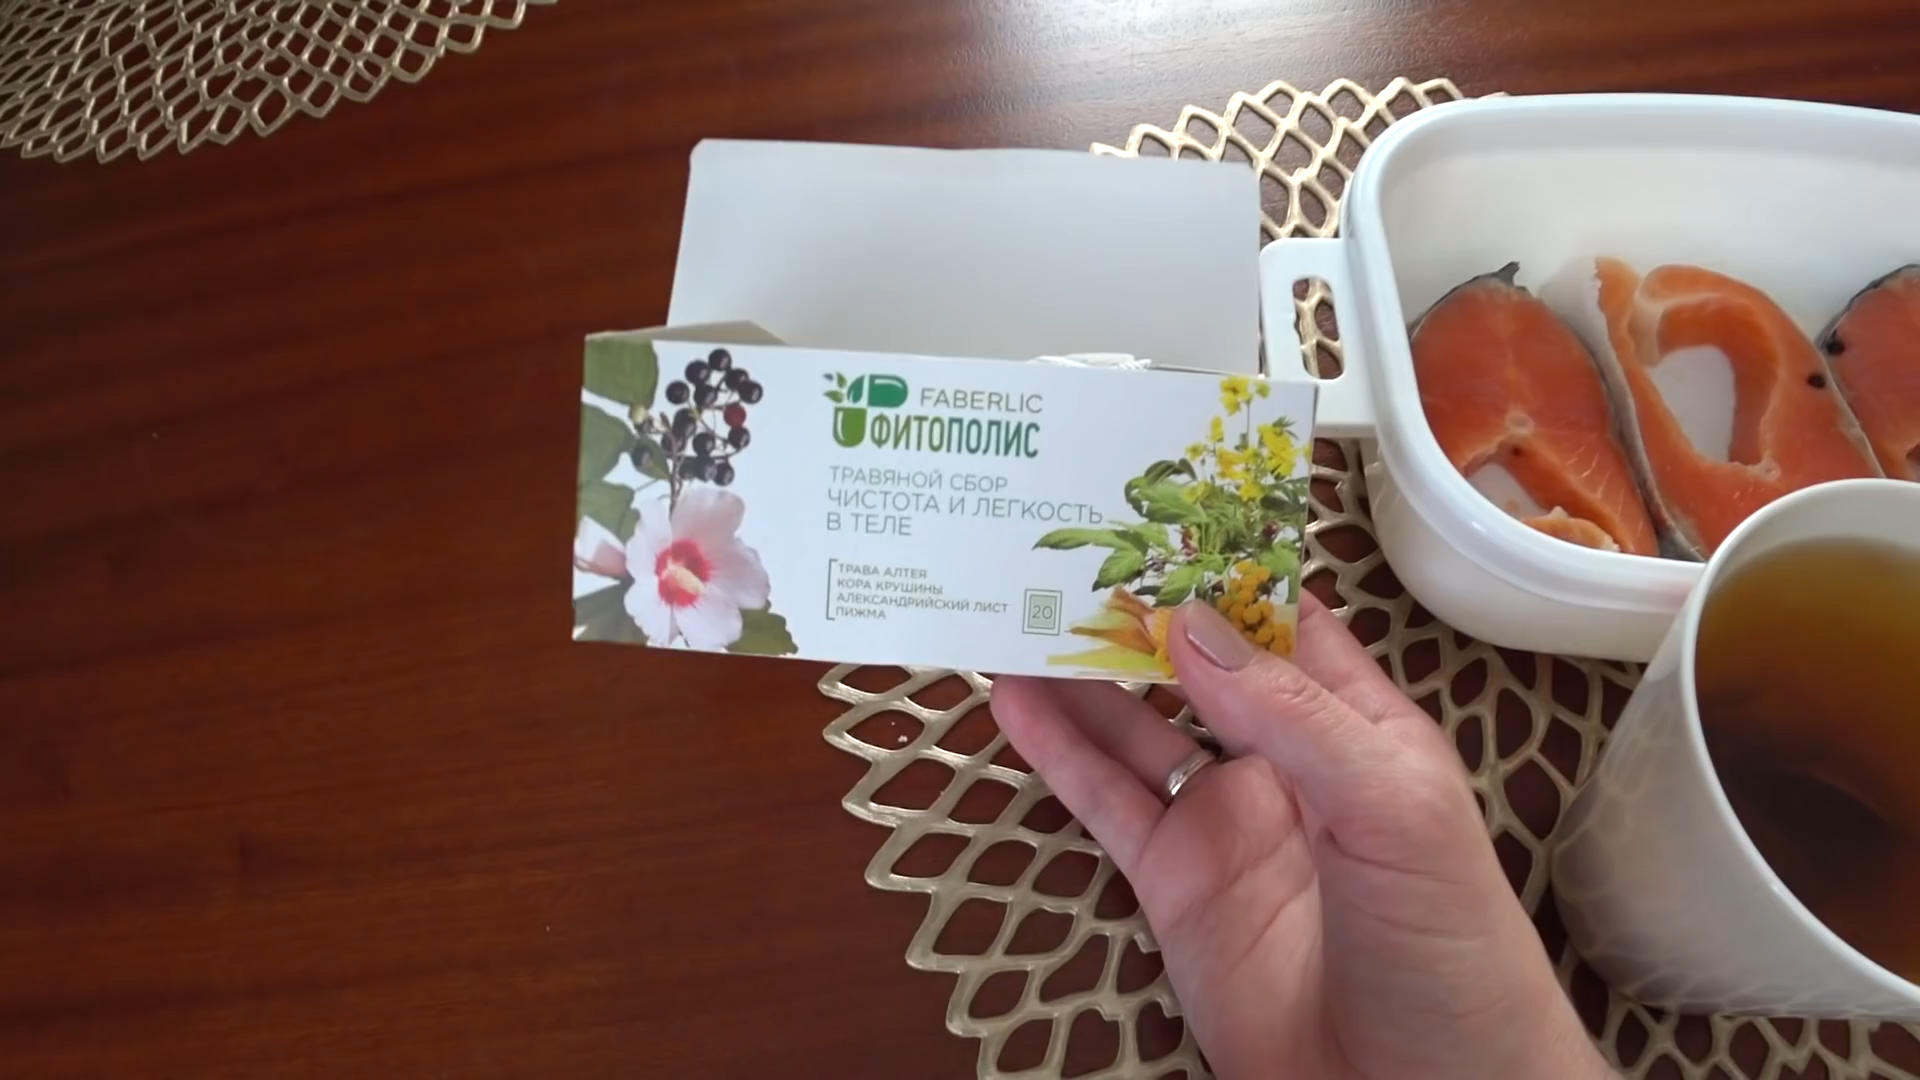 FABERLIC
ФИТОПОЛИС
ТРАВЯНОЙ СБОР
ЧИСТОТА И ЛЕГКОСТЬ
В ТЕЛЕ
ТРАВА АЛТЕЯ
КОРА КРУШИНЫ
АЛЕКСАНДРИЙСКИЙ ЛИСТ
ПИЖМА
20